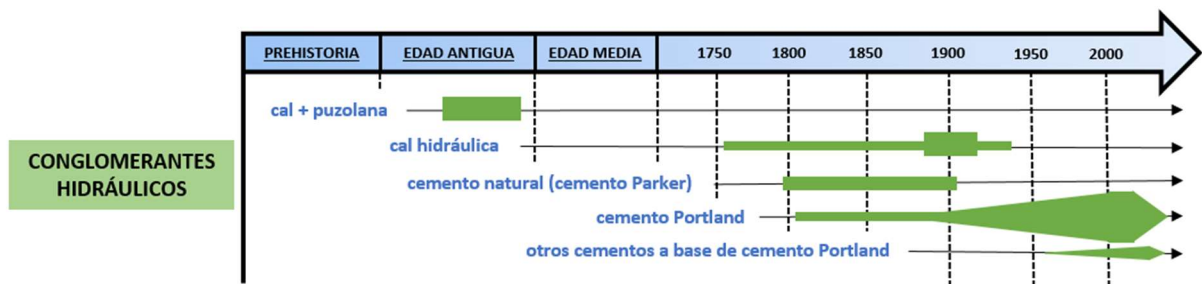 PREHISTORIA EDAD ANTIGUA EDAD MEDIA 1750 1800 1850 1900 1950 2000
cal + puzolana
cal hidráulica
CONGLOMERANTES
HIDRÁULICOS
cemento natural (cemento Parker)
cemento Portland
otros cementos a base de cemento Portland